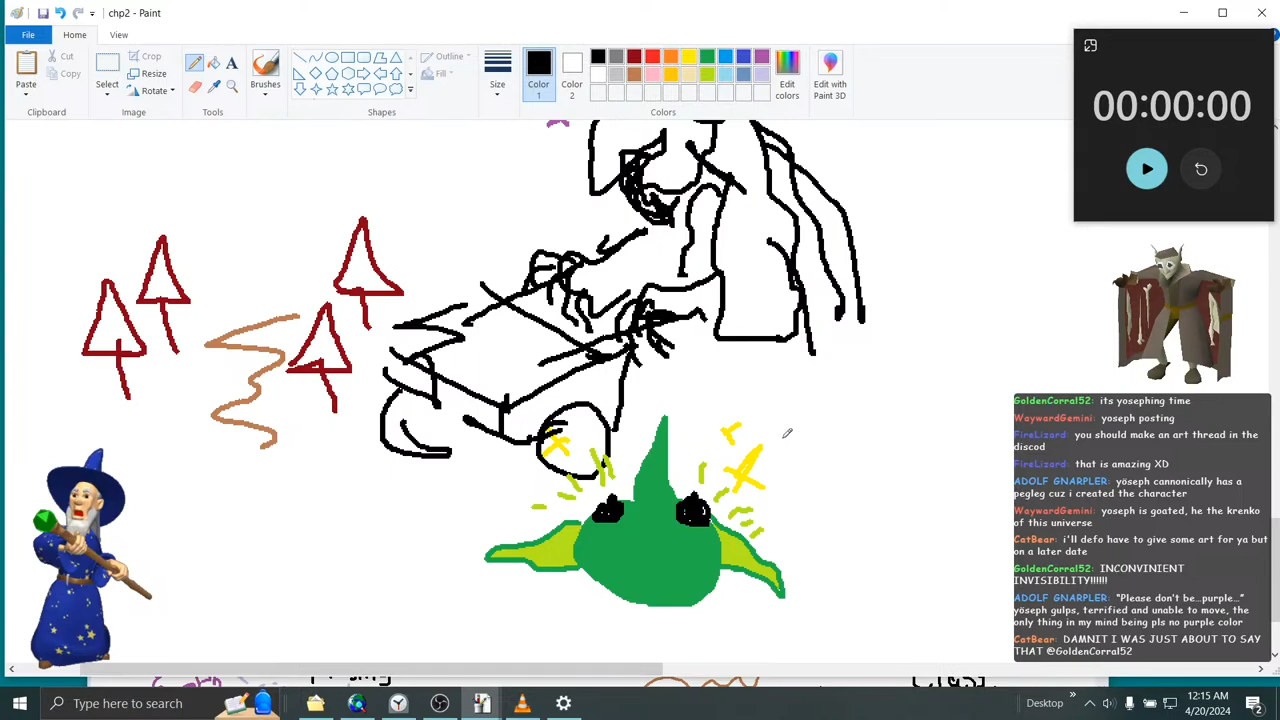 chp2 - Paint
File
Home
View
Paste
Cut
Copy
Clipboard
Select
Crop
Resize
Rotate
Image
Tools
Brushes
Outline
Fill
Shapes
Size
Color
1
Color
2
Edit
colors
Colors
Edit with
Paint 3D
00:00:00
GoldenCorral52: its yosephing time
WaywardGemini: yoseph posting
FireLizard: you should make an art thread in the
discod
FireLizard: that is amazing XD
ADOLF GNARPLER: yöseph cannonically has a
pegleg cuz i created the character
WaywardGemini: yoseph is goated, he the krenko
of this universe
CatBear: i'll defo have to give some art for ya but
on a later date
GoldenCorral52: INCONVINIENT
INVISIBILITY!!!!!!
ADOLF GNARPLER: "Please don't be...purple..."
yöseph gulps, terrified and unable to move, the
only thing in my mind being pls no purple color
CatBear: DAMNIT I WAS JUST ABOUT TO SAY
THAT @GoldenCorral52
Type here to search
Desktop
12:15 AM
4/20/2024
2